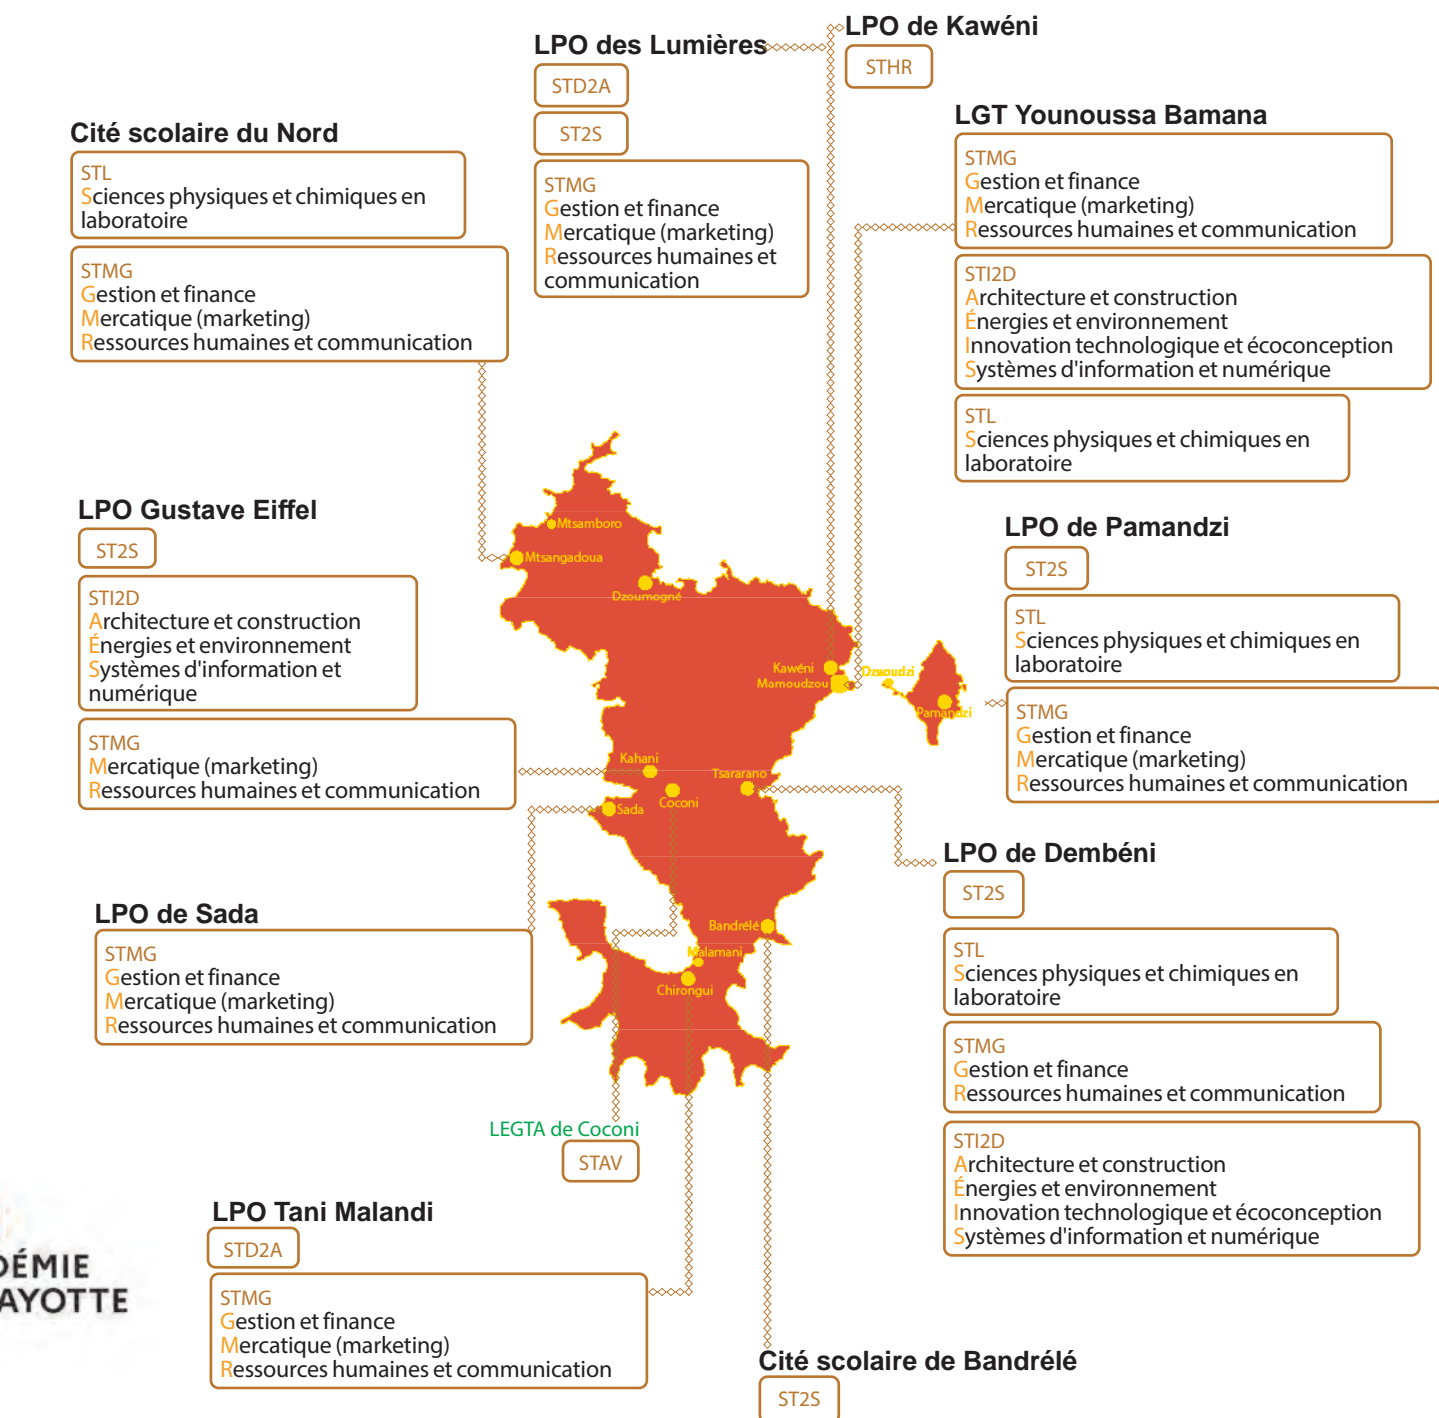 LPO de Kawéni
STHR
LPO des Lumières
STD2A
ST2S
STMG
Gestion et finance
Mercatique (marketing)
Ressources humaines et
communication
LGT Younoussa Bamana
STMG
Gestion et finance
Mercatique (marketing)
Ressources humaines et communication
STI2D
Architecture et construction
Énergies et environnement
Innovation technologique et écoconception
Systèmes d'information et numérique
STL
Sciences physiques et chimiques en
laboratoire
Cité scolaire du Nord
STL
Sciences physiques et chimiques en
laboratoire
STMG
Gestion et finance
Mercatique (marketing)
Ressources humaines et communication
LPO Gustave Eiffel
ST2S
STI2D
Architecture et construction
Énergies et environnement
Systèmes d'information et
numérique
STMG
Mercatique (marketing)
Ressources humaines et communication
Mtsamboro
Mtsangadoua
Dzoumogné
Kawéni
Mamoudzou
Dzaoudzi
Pamandzi
Kahani
Tsararano
Coconi
Sada
Bandrélé
Malamani
Chirongui
LPO de Pamandzi
ST2S
STL
Sciences physiques et chimiques en
laboratoire
STMG
Gestion et finance
Mercatique (marketing)
Ressources humaines et communication
LPO de Sada
STMG
Gestion et finance
Mercatique (marketing)
Ressources humaines et communication
LPO de Dembéni
ST2S
STL
Sciences physiques et chimiques en
laboratoire
STMG
Gestion et finance
Ressources humaines et communication
STI2D
Architecture et construction
Énergies et environnement
Innovation technologique et écoconception
Systèmes d'information et numérique
LEGTA de Coconi
STAV
LPO Tani Malandi
STD2A
STMG
Gestion et finance
Mercatique (marketing)
Ressources humaines et communication
Cité scolaire de Bandrélé
ST2S
DÉMIE
AYOTTE